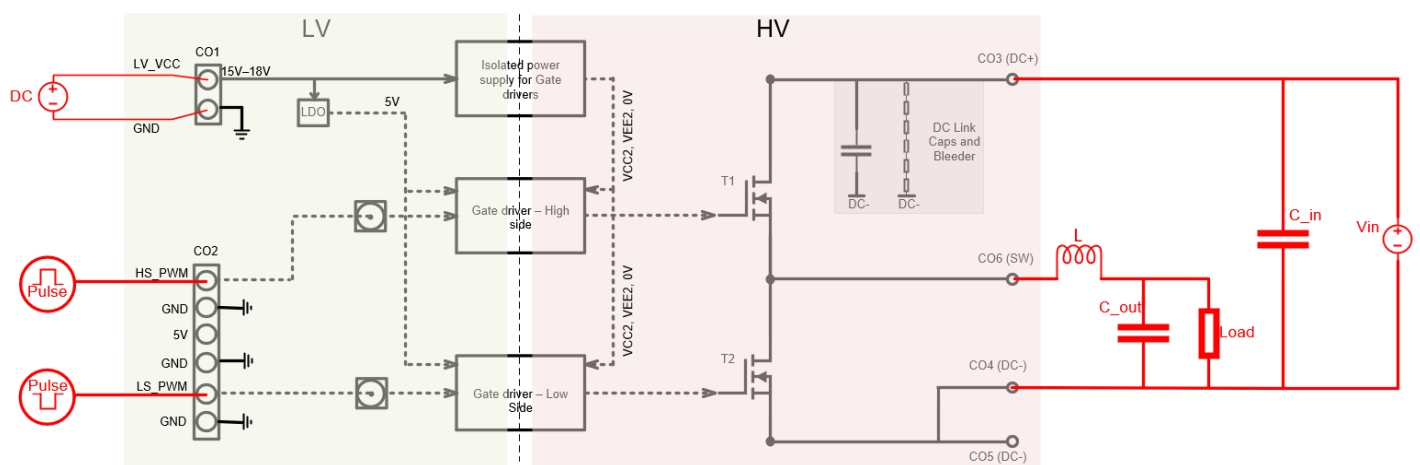 LV
HV
CO1
LV_VCC
15V–18V
DC
GND
LDO
5V
Isolated power
supply for Gate
drivers
VCC2, VEE2, 0V
CO3 (DC+)
DC Link
Caps and
Bleeder
DC-
DC-
T1
Gate driver – High
side
C_in
Vin
CO2
HS_PWM
Pulse
GND
5V
GND
LS_PWM
Pulse
GND
VCC2, VEE2, 0V
CO6 (SW)
L
C_out
Load
T2
Gate driver – Low
Side
CO4 (DC-)
CO5 (DC-)